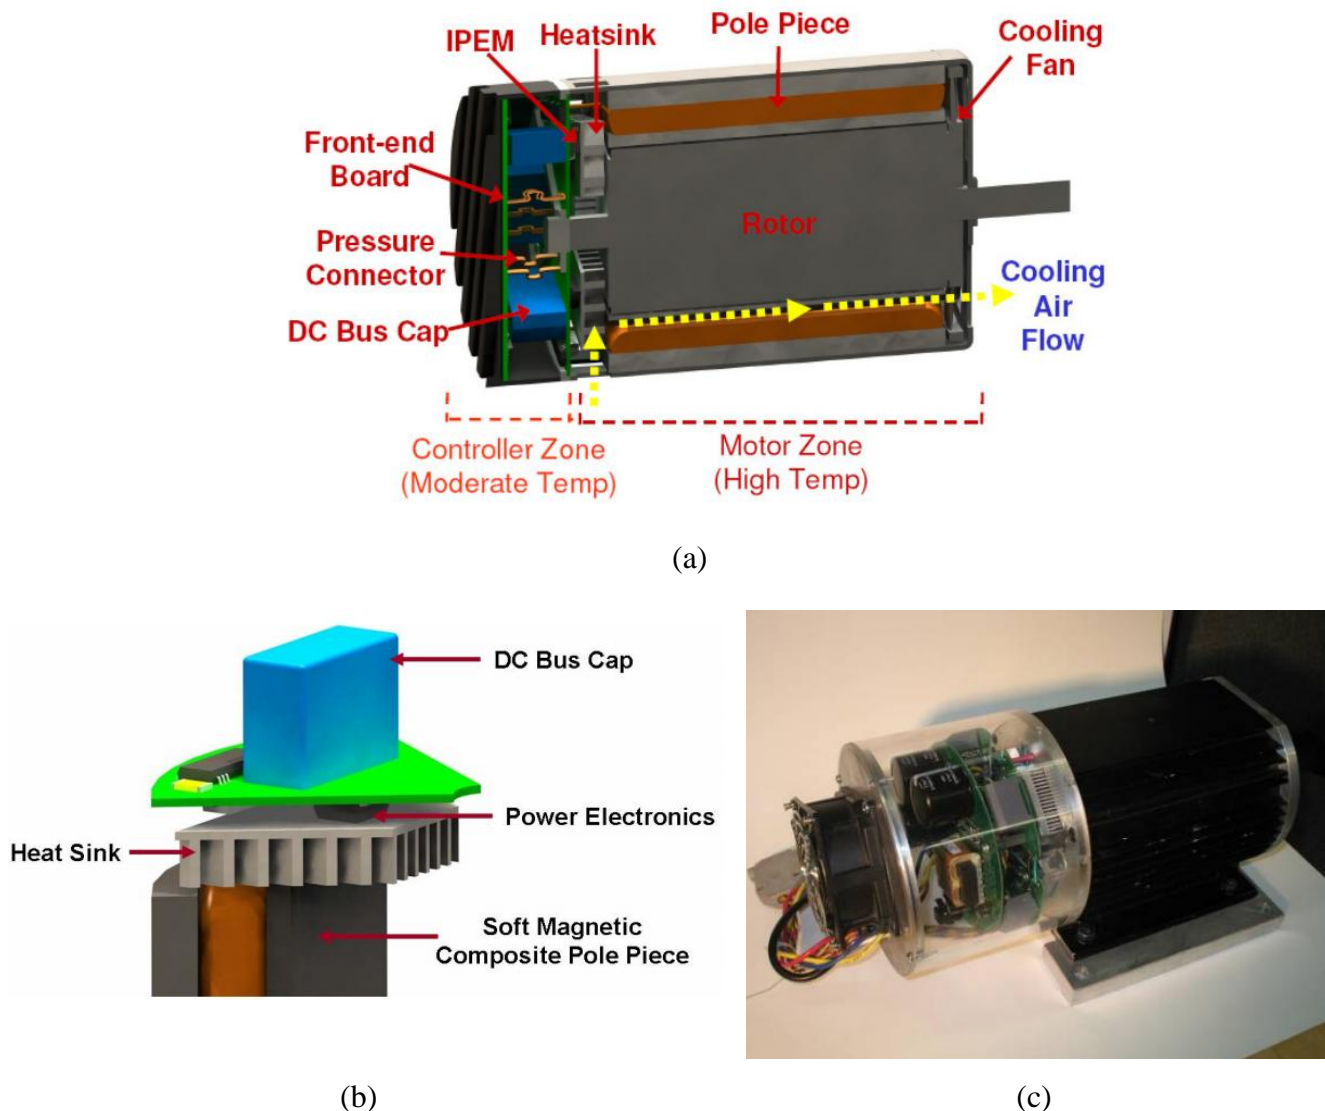 IPEM
Heatsink
Pole Piece
Cooling
Fan
Front-end
Board
Pressure
Connector
DC Bus Cap
Rotor
Cooling
Air
Flow
Controller Zone
(Moderate Temp)
Motor Zone
(High Temp)
(a)
DC Bus Cap
Power Electronics
Heat Sink
Soft Magnetic
Composite Pole Piece
(b)
(c)